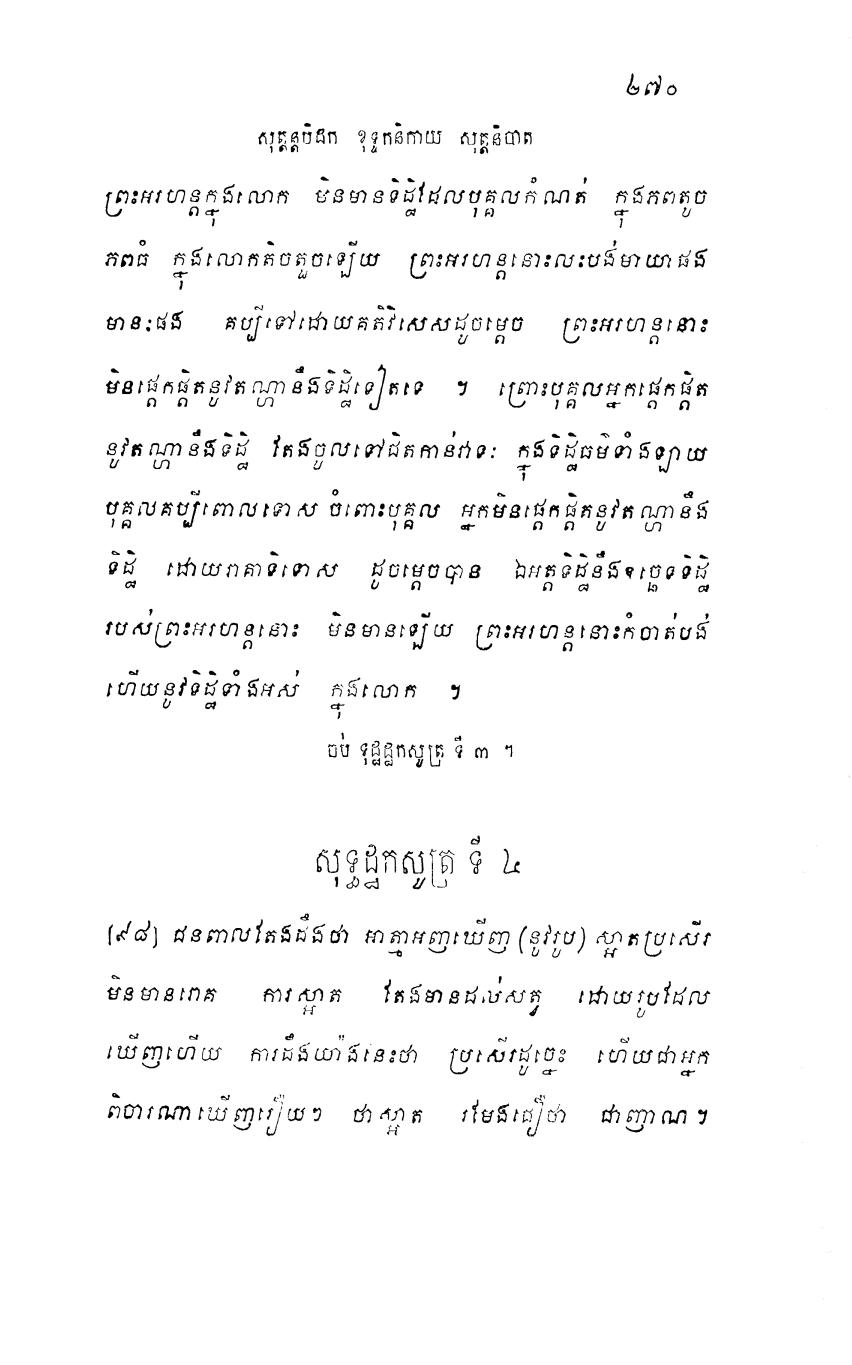 ២៧០
សុត្តន្តបិដក ខុទ្ទកនិកាយ សុត្តនិបាត
ព្រះអរហន្តក្នុងលោក មិនមានទិដ្ឋិដែលបុគ្គលកំណត់ ក្នុងភពតូច
ភពធំ ក្នុងលោកតិចតួចឡើយ ព្រះអរហន្តនោះលះបង់មាយាផង
មានះផង គប្បីទៅដោយគតិវិសេសដូចម្តេច ព្រះអរហន្តនោះ
មិនផ្តេកផ្តិតនូវតណ្ហានឹងទិដ្ឋិទៀតទេ ។ ព្រោះបុគ្គលអ្នកផ្តេកផ្តិត
នូវតណ្ហានឹងទិដ្ឋិ តែងចូលទៅជិតកាន់វាទៈ ក្នុងទិដ្ឋិធម៌ទាំងឡាយ
បុគ្គលគប្បីពោលទោស ចំពោះបុគ្គល អ្នកមិនផ្តេកផ្តិតនូវតណ្ហានឹង
ទិដ្ឋិ ដោយរាគាទិទោស ដូចម្តេចបាន ឯអត្តទិដ្ឋិនឹងឧច្ឆេទទិដ្ឋិ
របស់ព្រះអរហន្តនោះ មិនមានឡើយ ព្រះអរហន្តនោះកំចាត់បង់
ហើយនូវទិដ្ឋិទាំងអស់ ក្នុងលោក ។
ចប់ ទុដ្ឋដ្ឋកសូត្រ ទី ៣ ។
សុទ្ធដ្ឋកសូត្រ ទី ៤
[៩៨] ជនពាលតែងដឹងថា អាត្មាអញឃើញ (នូវរូប) ស្អាតប្រសើរ
មិនមានរោគ ការស្អាត តែងមានដល់សត្វ ដោយរូបដែល
ឃើញហើយ ការដឹងយ៉ាងនេះថា ប្រសើរដូច្នេះ ហើយជាអ្នក
ពិចារណាឃើញរឿយៗ ថាស្អាត រមែងជឿថា ជាញាណ។